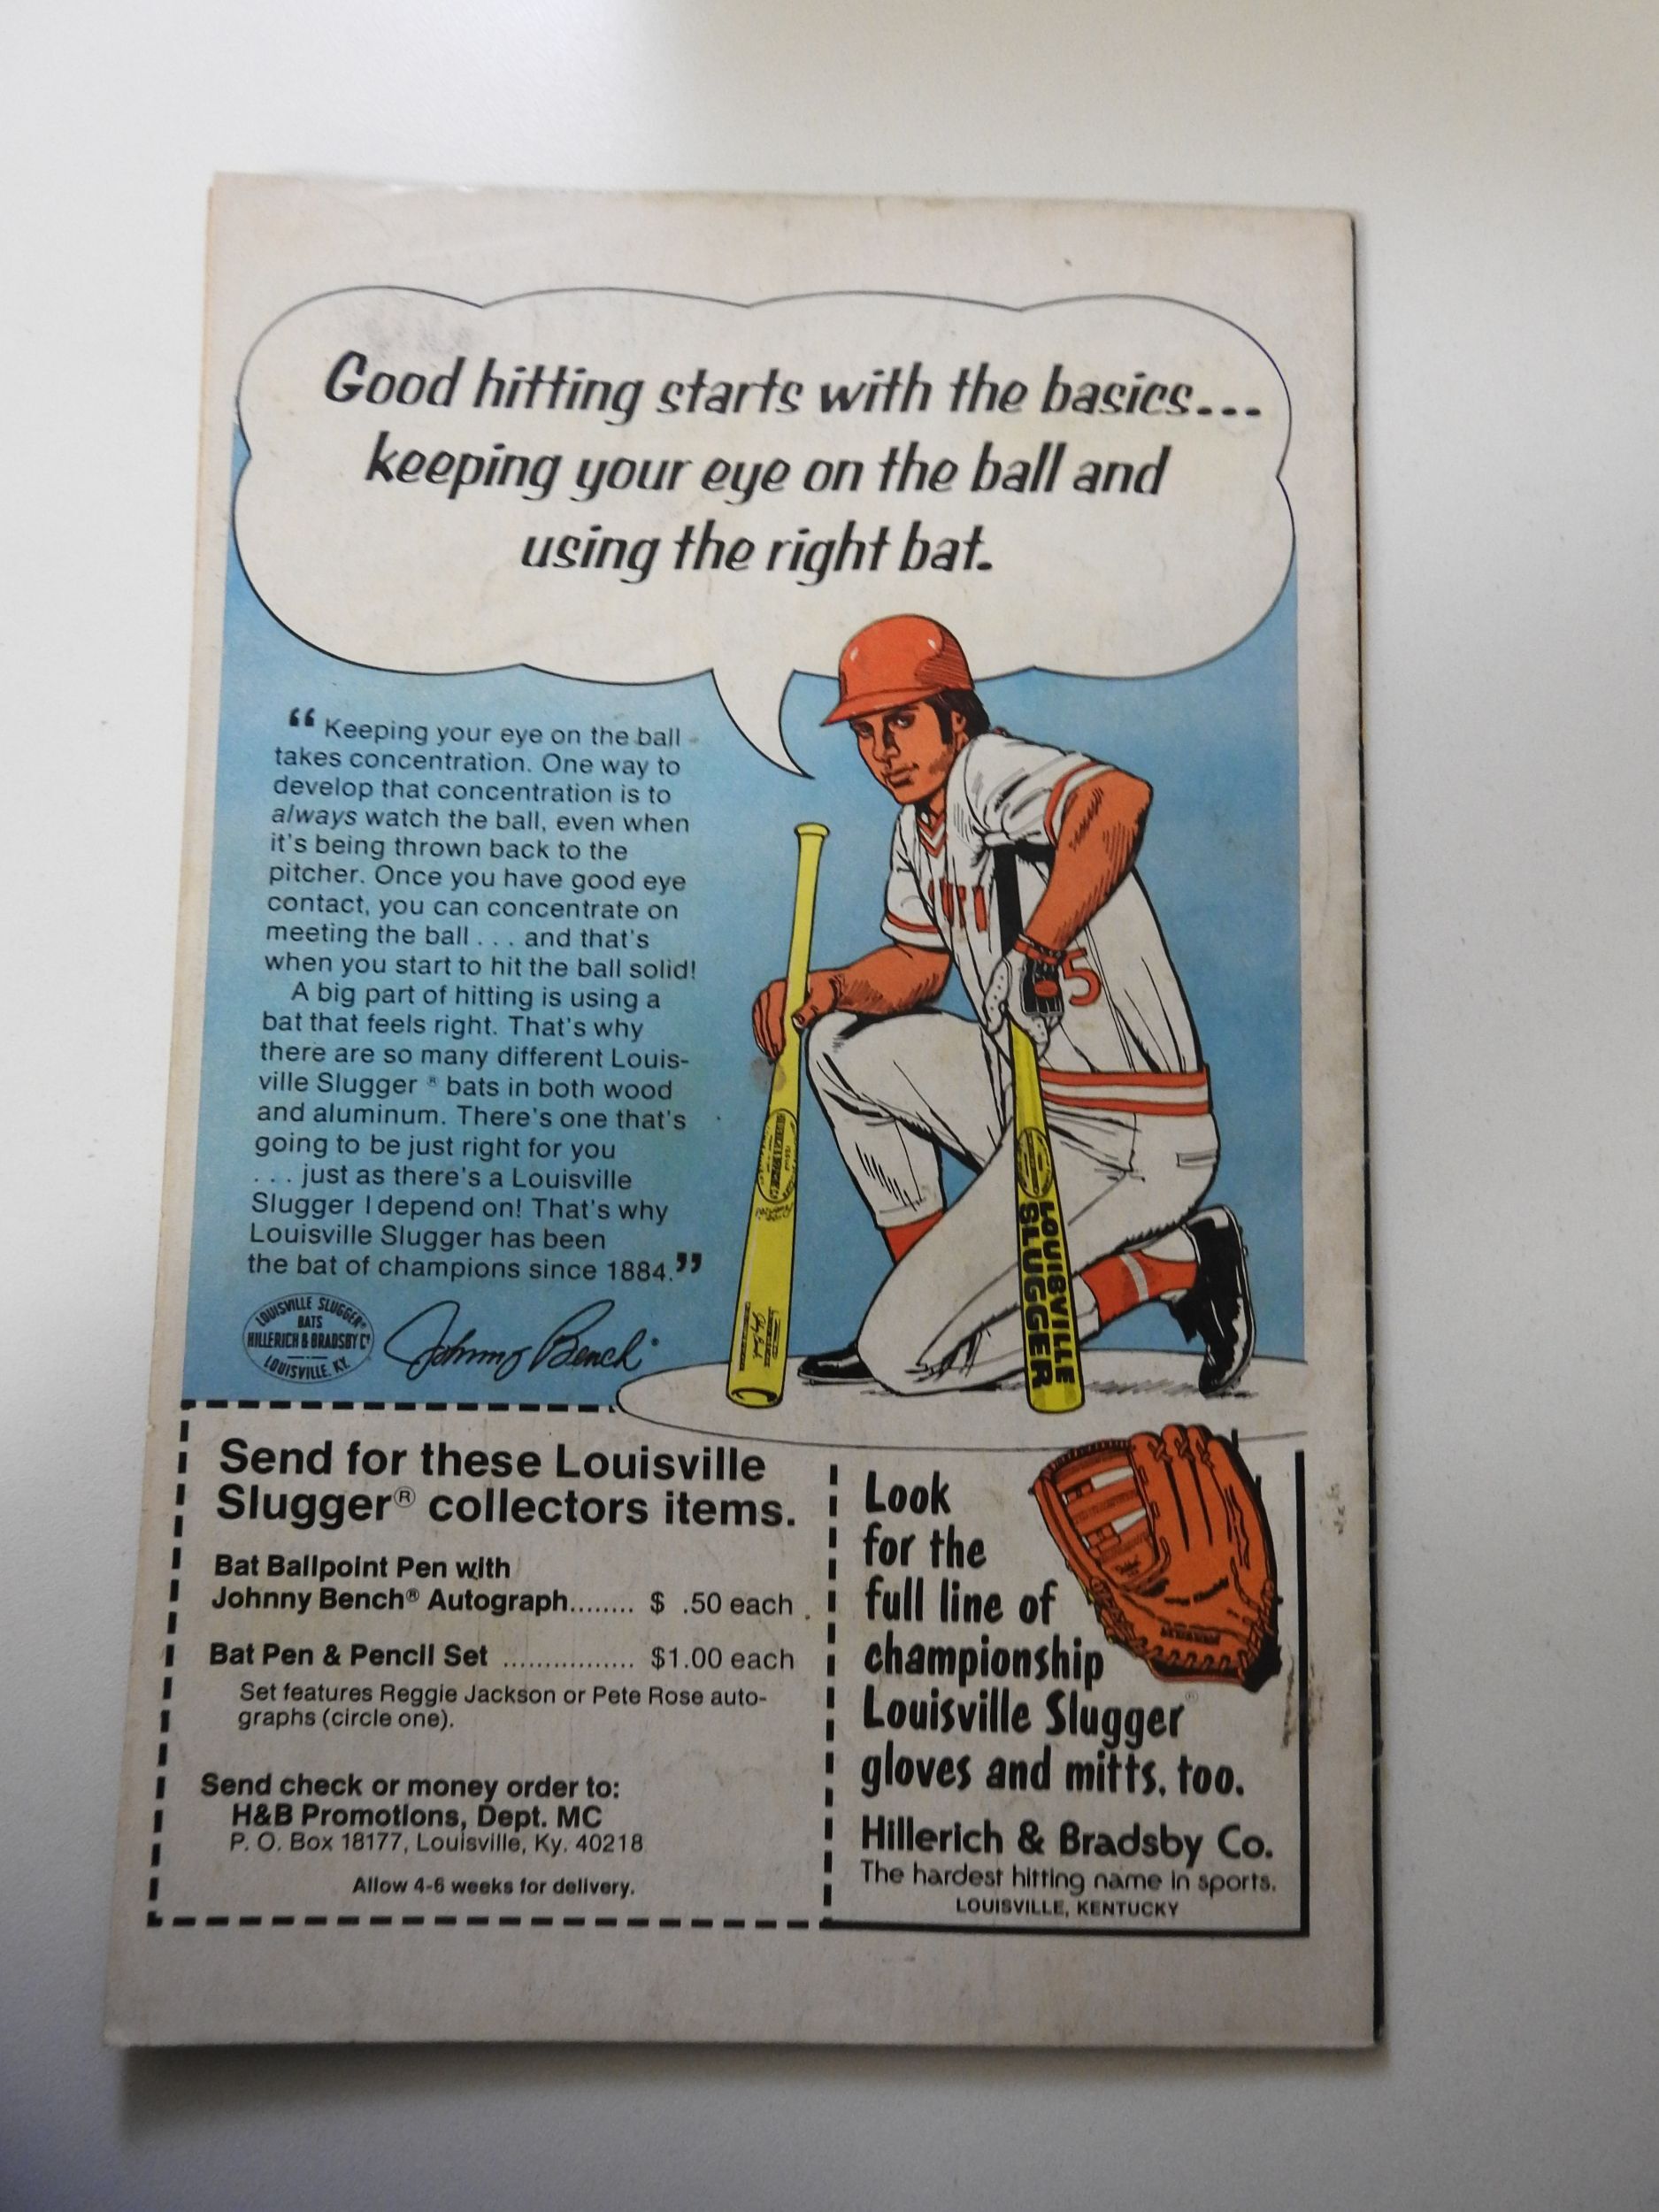 Good hitting starts with the basics...
keeping your eye on the ball and
using the right bat.
“Keeping your eye on the ball
takes concentration. One way to
develop that concentration is to
always watch the ball, even when
it's being thrown back to the
pitcher. Once you have good eye
contact, you can concentrate on
meeting the ball . . . and that's
when you start to hit the ball solid!
A big part of hitting is using a
bat that feels right. That's why
there are so many different Louis-
ville Slugger® bats in both wood
and aluminum. There's one that's
going to be just right for you
. . . just as there's a Louisville
Slugger I depend on! That's why
Louisville Slugger has been
the bat of champions since 1884.”
LOUISVILLE SLUGGER®
BATS
HILLERICH & BRADSBY Cº
LOUISVILLE, KY.
Johnny Bench
5
LOUISVILLE
SLUGGER
Send for these Louisville
Slugger® collectors items.
Bat Ballpoint Pen with
Johnny Bench® Autograph........ $ .50 each
Bat Pen & Pencil Set ................ $1.00 each
Set features Reggie Jackson or Pete Rose auto-
graphs (circle one).
Send check or money order to:
H&B Promotions, Dept. MC
P. O. Box 18177, Louisville, Ky. 40218
Allow 4-6 weeks for delivery.
Look
for the
full line of
championship
Louisville Slugger®
gloves and mitts, too.
Hillerich & Bradsby Co.
The hardest hitting name in sports.
LOUISVILLE, KENTUCKY